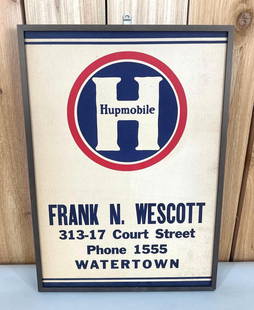 H
Hupmobile
FRANK N. WESCOTT
313-17 Court Street
Phone 1555
WATERTOWN